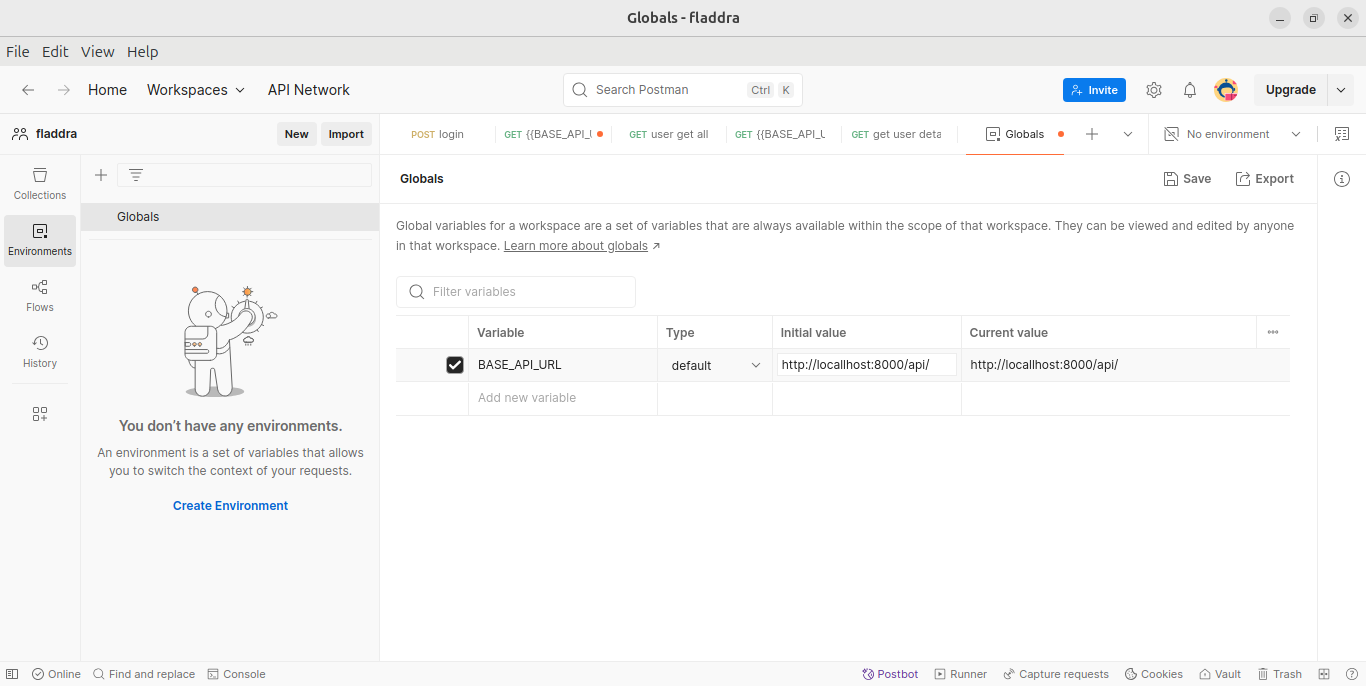 Globals - fladdra
File Edit View Help
Home Workspaces API Network Search Postman Ctrl K Invite Upgrade
fladdra New Import POST login GET {{BASE_API_U GET user get all GET {{BASE_API_U GET get user deta Globals No environment
Collections
Environments
Flows
History
Globals
You don't have any environments.
An environment is a set of variables that allows
you to switch the context of your requests.
Create Environment
Globals Save Export
Global variables for a workspace are a set of variables that are always available within the scope of that workspace. They can be viewed and edited by anyone
in that workspace. Learn more about globals ↗
Filter variables
Variable Type Initial value Current value
BASE_API_URL default http://locallhost:8000/api/ http://locallhost:8000/api/
Add new variable
Online Find and replace Console Postbot Runner Capture requests Cookies Vault Trash